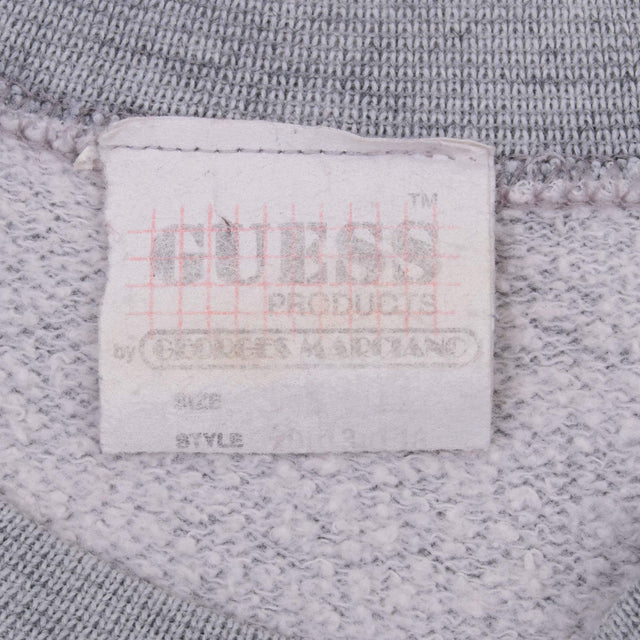 GUESS™
PRODUCTS
by GEORGES MARCIANO
SIZE
STYLE